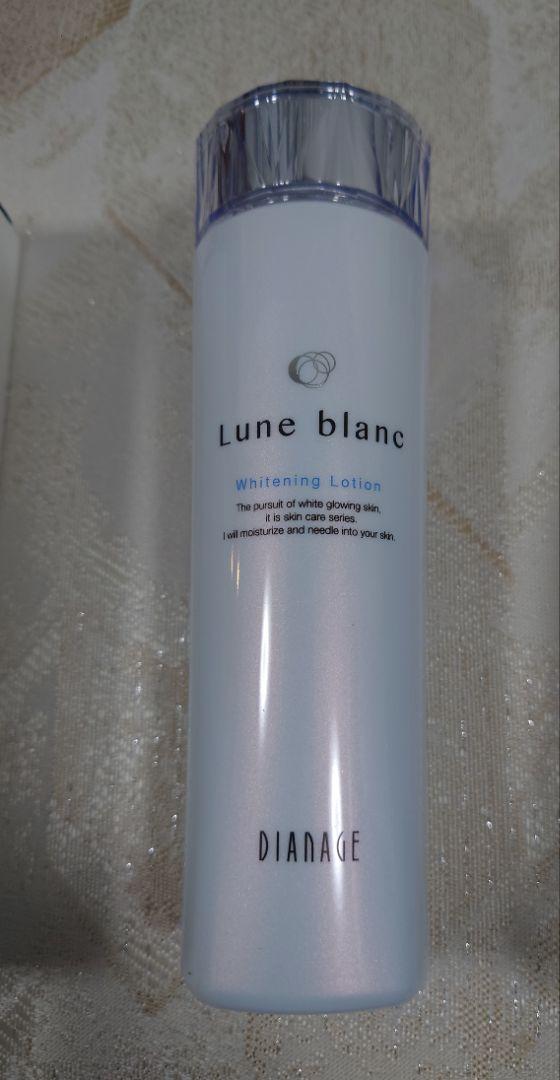 Lune blanc
Whitening Lotion
The pursuit of white glowing skin,
it is skin care series.
I will moisturize and needle into your skin.
DIANAGE